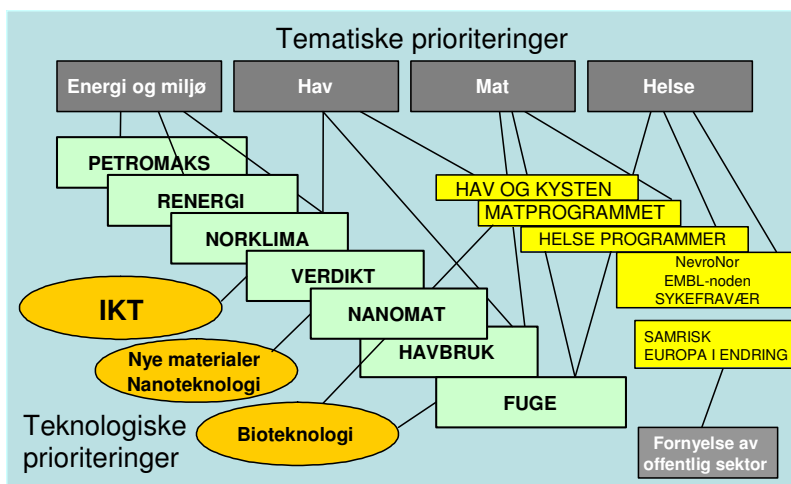 Tematiske prioriteringer
Energi og miljø
Hav
Mat
Helse
PETROMAKS
RENERGI
NORKLIMA
VERDIKT
NANOMAT
HAVBRUK
FUGE
HAV OG KYSTEN
MATPROGRAMMET
HELSE PROGRAMMER
NevroNor
EMBL-noden
SYKEFRAVÆR
SAMRISK
EUROPA I ENDRING
IKT
Nye materialer
Nanoteknologi
Bioteknologi
Teknologiske
prioriteringer
Fornyelse av
offentlig sektor